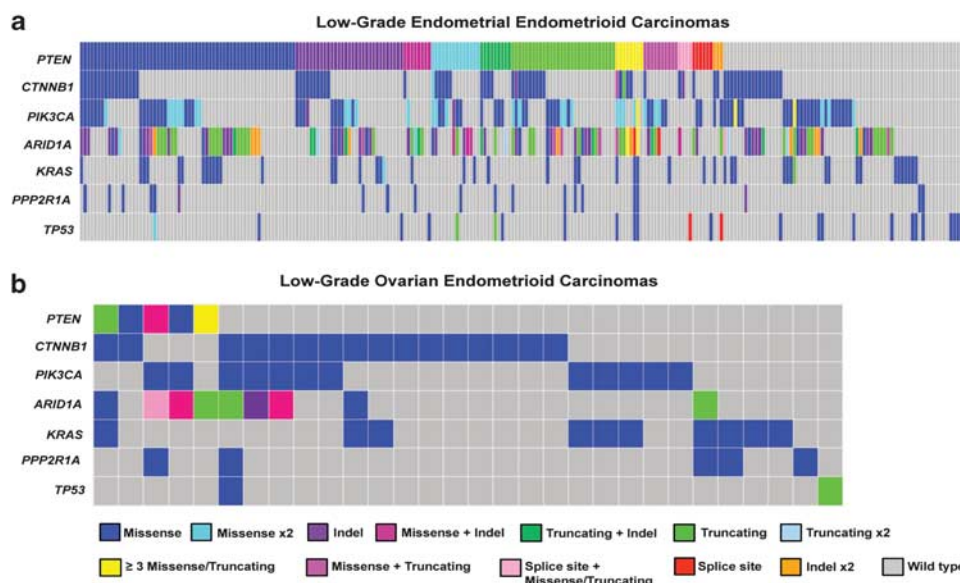 a
Low-Grade Endometrial Endometrioid Carcinomas
PTEN
CTNNB1
PIK3CA
ARID1A
KRAS
PPP2R1A
TP53
b
Low-Grade Ovarian Endometrioid Carcinomas
PTEN
CTNNB1
PIK3CA
ARID1A
KRAS
PPP2R1A
TP53
Missense
Missense x2
Indel
Missense + Indel
Truncating + Indel
Truncating
Truncating x2
≥ 3 Missense/Truncating
Missense + Truncating
Splice site +
Missense/Truncating
Splice site
Indel x2
Wild type